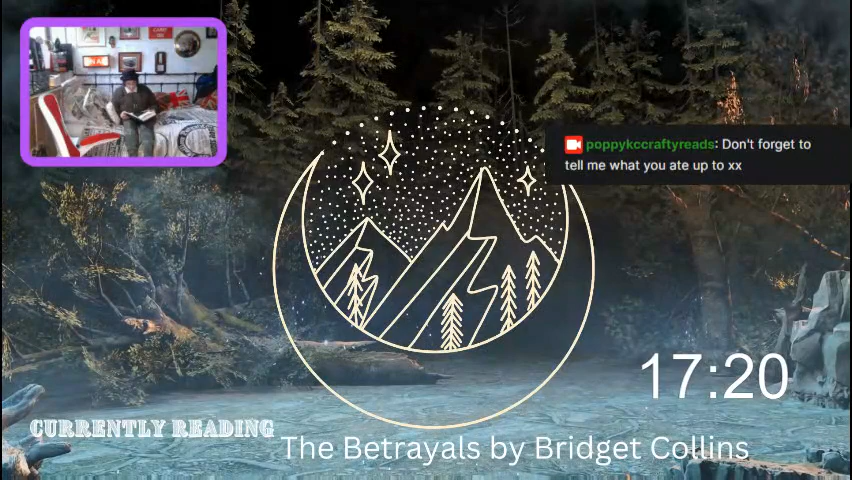 poppykccraftyreads: Don't forget to
tell me what you ate up to xx
17:20
CURRENTLY READING
The Betrayals by Bridget Collins